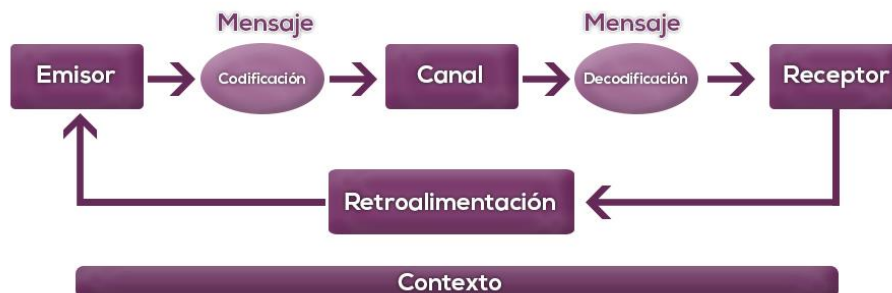 Mensaje
Mensaje
Emisor
Codificación
Canal
Decodificación
Receptor
Retroalimentación
Contexto